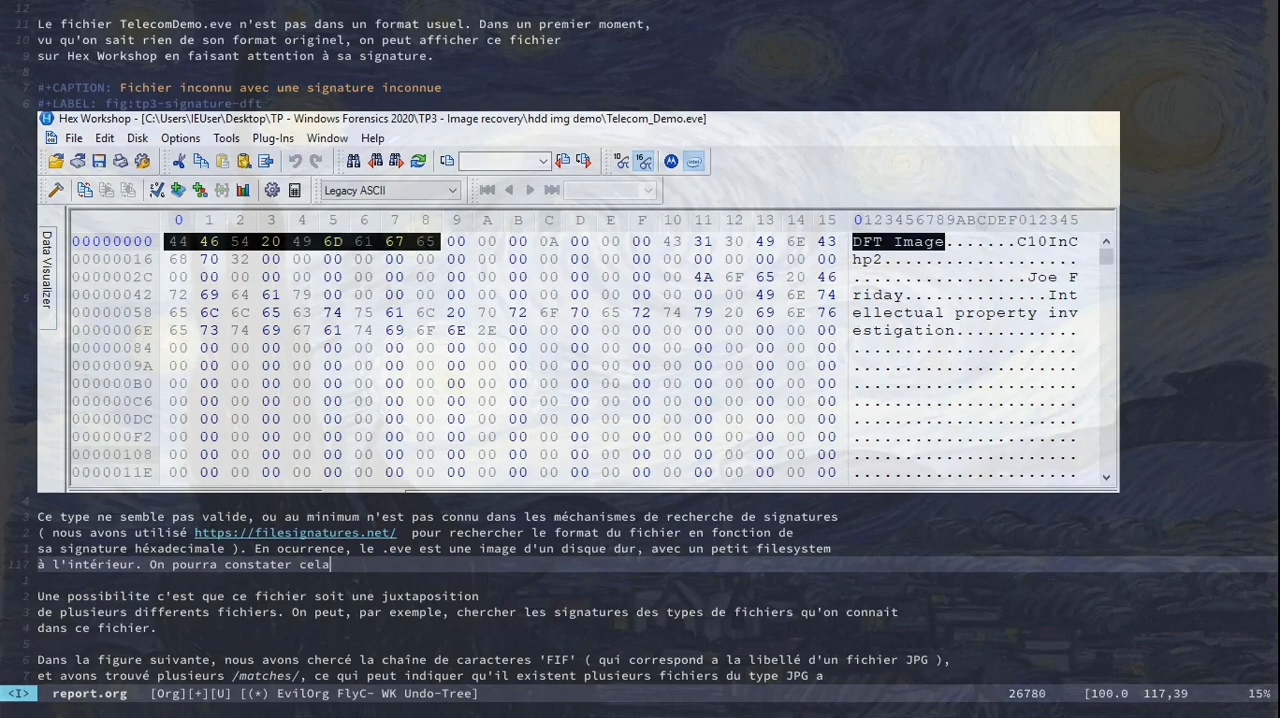 12
11 Le fichier TelecomDemo.eve n'est pas dans un format usuel. Dans un premier moment,
10 vu qu'on sait rien de son format originel, on peut afficher ce fichier
9 sur Hex Workshop en faisant attention à sa signature.
8
7 #+CAPTION: Fichier inconnu avec une signature inconnue
6 #+LABEL: fig:tp3-signature-dft
Hex Workshop - [C:\Users\IEUser\Desktop\TP - Windows Forensics 2020\TP3 - Image recovery\hdd img demo\Telecom_Demo.eve]
File Edit Disk Options Tools Plug-Ins Window Help
Legacy ASCII
Data Visualizer
0 1 2 3 4 5 6 7 8 9 A B C D E F 10 11 12 13 14 15 0123456789ABCDEF012345
00000000 44 46 54 20 49 6D 61 67 65 00 00 00 0A 00 00 00 43 31 30 49 6E 43 DFT Image.......C10InC
00000016 68 70 32 00 00 00 00 00 00 00 00 00 00 00 00 00 00 00 00 00 00 00 hp2...................
0000002C 00 00 00 00 00 00 00 00 00 00 00 00 00 00 00 00 00 4A 6F 65 20 46 .................Joe F
5 00000042 72 69 64 61 79 00 00 00 00 00 00 00 00 00 00 00 00 00 00 49 6E 74 riday..............Int
00000058 65 6C 6C 65 63 74 75 61 6C 20 70 72 6F 70 65 72 74 79 20 69 6E 76 ellectual property inv
0000006E 65 73 74 69 67 61 74 69 6F 6E 2E 00 00 00 00 00 00 00 00 00 00 00 estigation............
00000084 00 00 00 00 00 00 00 00 00 00 00 00 00 00 00 00 00 00 00 00 00 00 ......................
0000009A 00 00 00 00 00 00 00 00 00 00 00 00 00 00 00 00 00 00 00 00 00 00 ......................
000000B0 00 00 00 00 00 00 00 00 00 00 00 00 00 00 00 00 00 00 00 00 00 00 ......................
000000C6 00 00 00 00 00 00 00 00 00 00 00 00 00 00 00 00 00 00 00 00 00 00 ......................
000000DC 00 00 00 00 00 00 00 00 00 00 00 00 00 00 00 00 00 00 00 00 00 00 ......................
000000F2 00 00 00 00 00 00 00 00 00 00 00 00 00 00 00 00 00 00 00 00 00 00 ......................
00000108 00 00 00 00 00 00 00 00 00 00 00 00 00 00 00 00 00 00 00 00 00 00 ......................
0000011E 00 00 00 00 00 00 00 00 00 00 00 00 00 00 00 00 00 00 00 00 00 00 ......................
4
3 Ce type ne semble pas valide, ou au minimum n'est pas connu dans les méchanismes de recherche de signatures
2 ( nous avons utilisé https://filesignatures.net/ pour rechercher le format du fichier en fonction de
1 sa signature héxadecimale ). En ocurrence, le .eve est une image d'un disque dur, avec un petit filesystem
117 à l'intérieur. On pourra constater cela
1
2 Une possibilite c'est que ce fichier soit une juxtaposition
3 de plusieurs differents fichiers. On peut, par exemple, chercher les signatures des types de fichiers qu'on connait
4 dans ce fichier.
5
6 Dans la figure suivante, nous avons chercé la chaîne de caracteres 'FIF' ( qui correspond a la libellé d'un fichier JPG ),
7 et avons trouvé plusieurs /matches/, ce qui peut indiquer qu'il existent plusieurs fichiers du type JPG a
<I> report.org [Org][+][U] [(*) EvilOrg FlyC- WK Undo-Tree] 26780 [100.0 117,39 15%